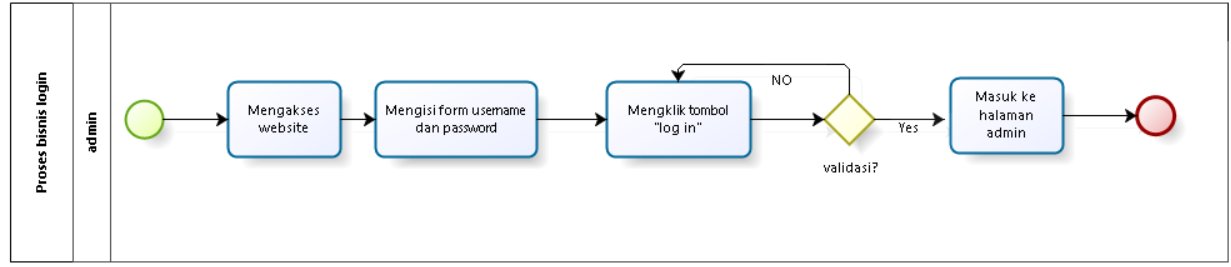 Proses bisnis login
admin
Mengakses
website
Mengisi form username
dan password
Mengklik tombol
"log in"
NO
validasi?
Yes
Masuk ke
halaman
admin